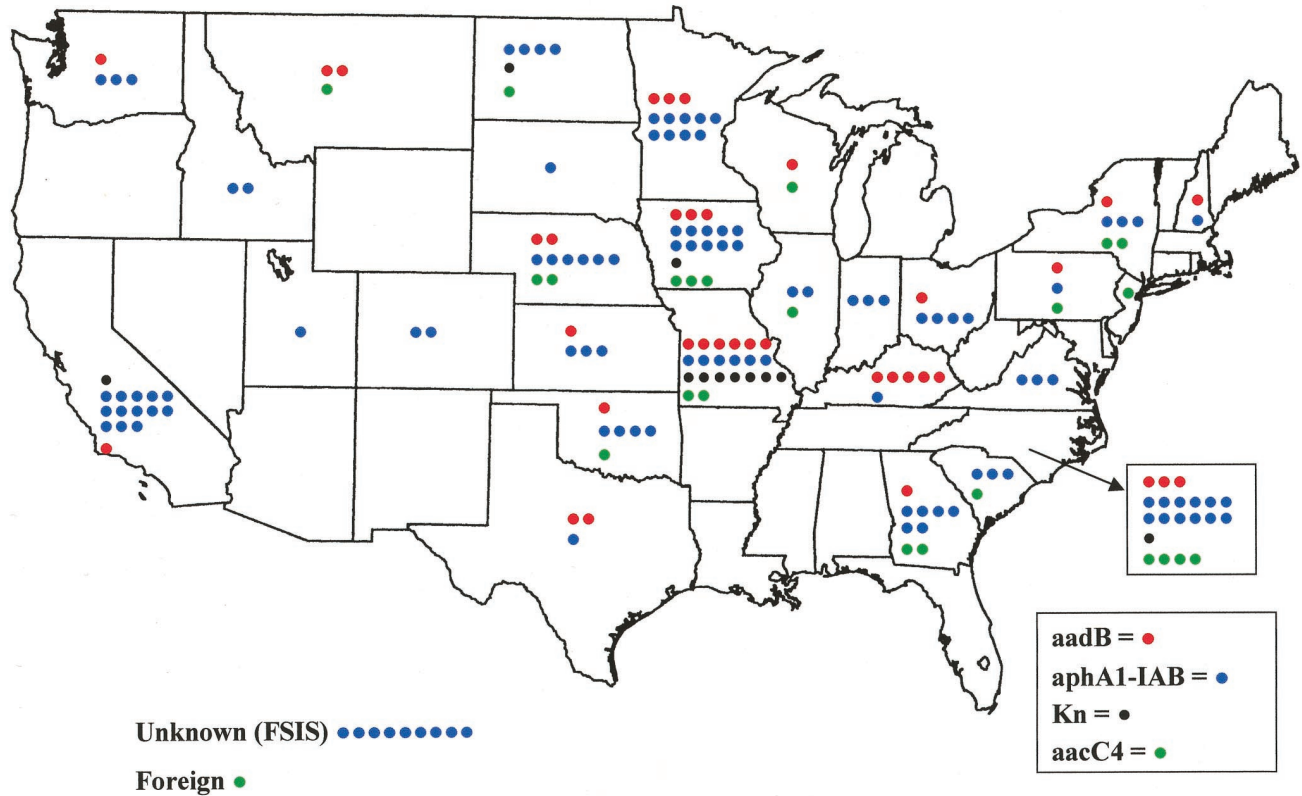 aadB =
aphA1-IAB =
Kn =
aacC4 =
Unknown (FSIS)
Foreign